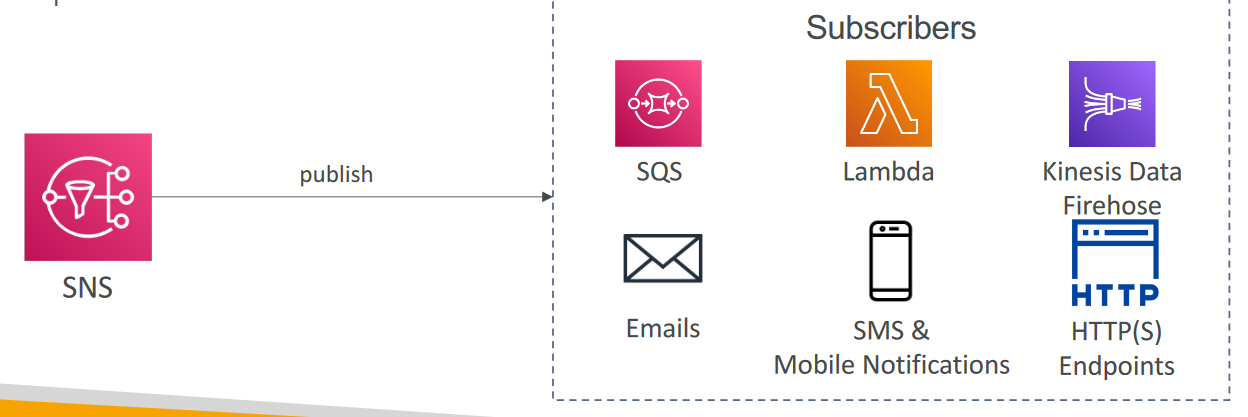 Subscribers
SNS
publish
SQS
Lambda
Kinesis Data
Firehose
Emails
SMS &
Mobile Notifications
HTTP
HTTP(S)
Endpoints